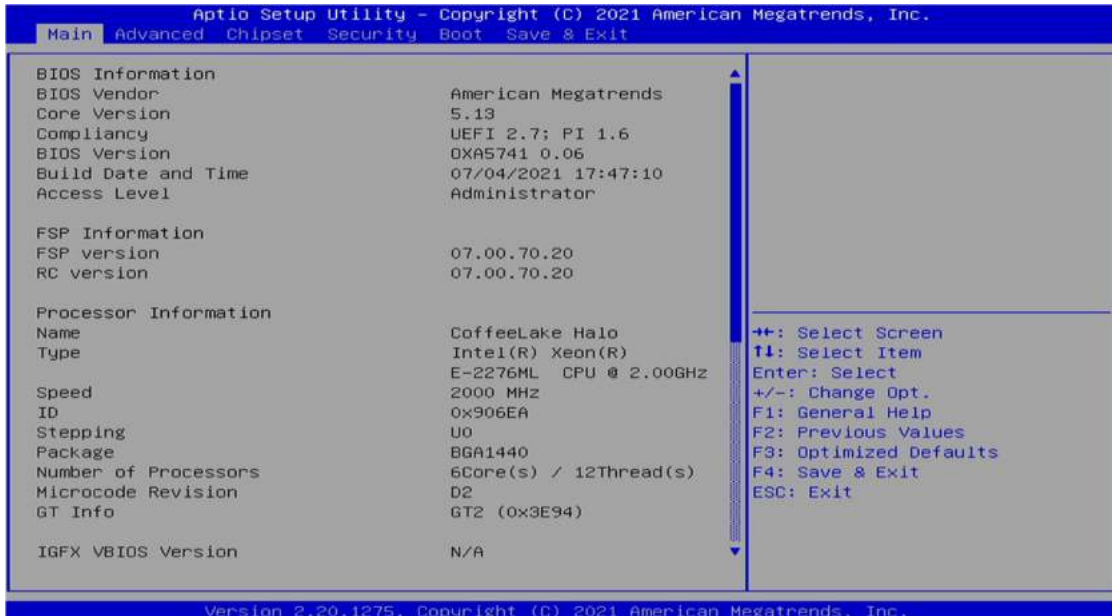 Aptio Setup Utility – Copyright (C) 2021 American Megatrends, Inc.
Main Advanced Chipset Security Boot Save & Exit
BIOS Information
BIOS Vendor American Megatrends
Core Version 5.13
Compliancy UEFI 2.7; PI 1.6
BIOS Version 0XA5741 0.06
Build Date and Time 07/04/2021 17:47:10
Access Level Administrator
FSP Information
FSP version 07.00.70.20
RC version 07.00.70.20
Processor Information
Name CoffeeLake Halo
Type Intel(R) Xeon(R)
E-2276ML CPU @ 2.00GHz
Speed 2000 MHz
ID 0x906EA
Stepping U0
Package BGA1440
Number of Processors 6Core(s) / 12Thread(s)
Microcode Revision D2
GT Info GT2 (0x3E94)
IGFX VBIOS Version N/A
→←: Select Screen
↑↓: Select Item
Enter: Select
+/-: Change Opt.
F1: General Help
F2: Previous Values
F3: Optimized Defaults
F4: Save & Exit
ESC: Exit
Version 2.20.1275. Copyright (C) 2021 American Megatrends, Inc.